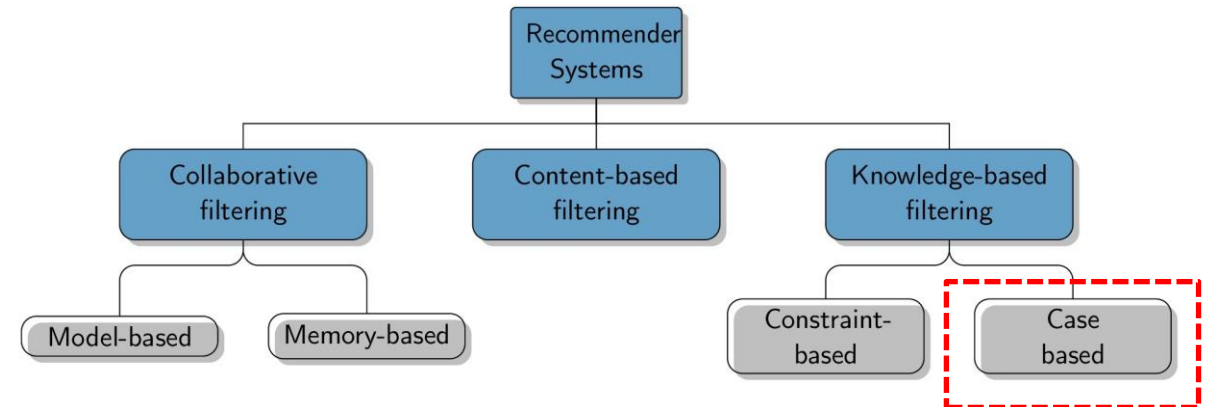 Recommender
Systems
Collaborative
filtering
Content-based
filtering
Knowledge-based
filtering
Model-based
Memory-based
Constraint-
based
Case
based